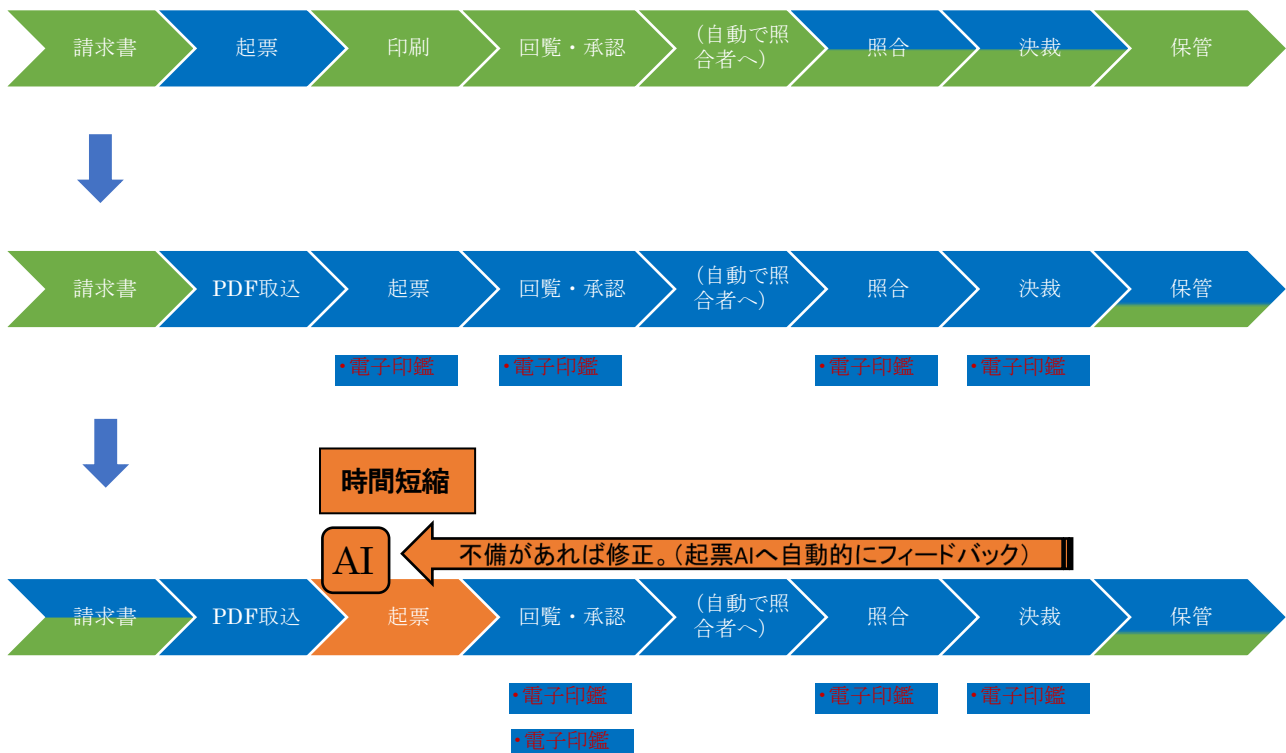 請求書
起票
印刷
回覧・承認
(自動で照
合者へ)
照合
決裁
保管
請求書
PDF取込
起票
回覧・承認
(自動で照
合者へ)
照合
決裁
保管
・電子印鑑
・電子印鑑
・電子印鑑
・電子印鑑
時間短縮
AI
不備があれば修正。(起票AIへ自動的にフィードバック)
請求書
PDF取込
起票
回覧・承認
(自動で照
合者へ)
照合
決裁
保管
・電子印鑑
・電子印鑑
・電子印鑑
・電子印鑑